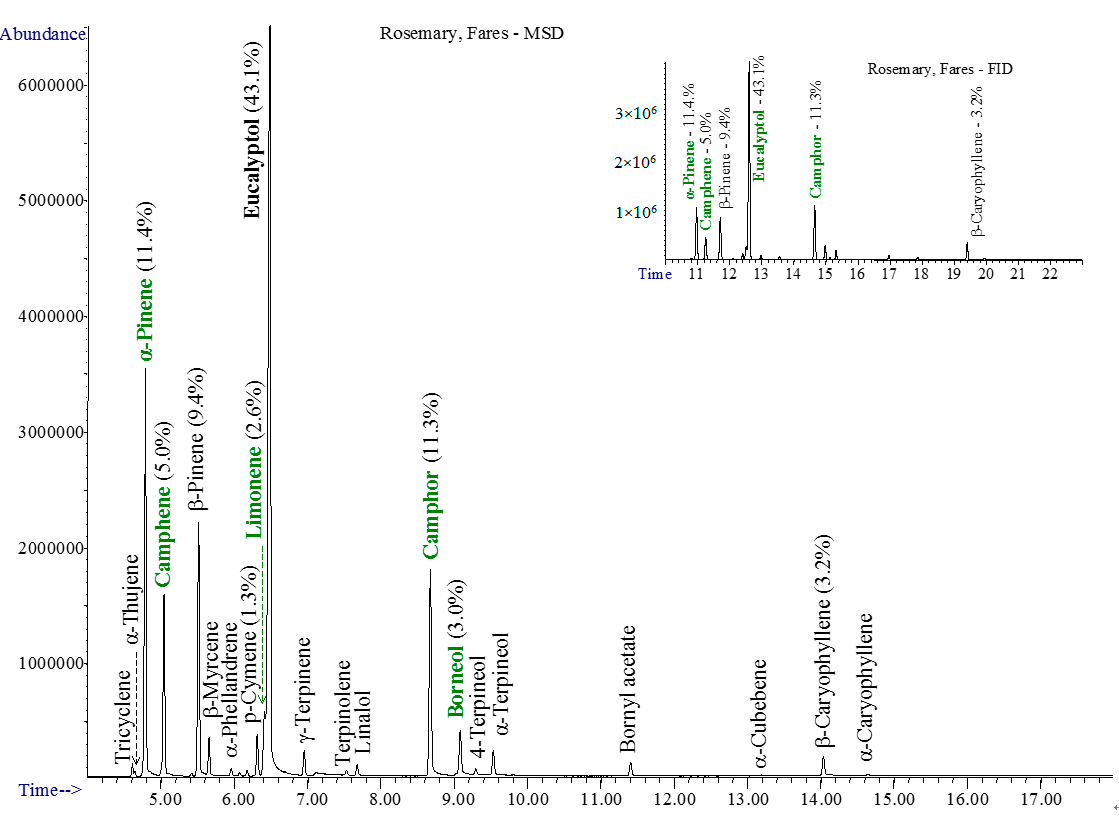 Rosemary, Fares - MSD
Abundance
6000000
5000000
4000000
3000000
2000000
1000000
Tricyclene
α-Thujene
α-Pinene (11.4%)
Camphene (5.0%)
β-Pinene (9.4%)
β-Myrcene
α-Phellandrene
p-Cymene (1.3%)
Limonene (2.6%)
Eucalyptol (43.1%)
γ-Terpinene
Terpinolene
Linalol
Camphor (11.3%)
Borneol (3.0%)
4-Terpineol
α-Terpineol
Bornyl acetate
α-Cubebene
β-Caryophyllene (3.2%)
α-Caryophyllene
Time-->
5.00 6.00 7.00 8.00 9.00 10.00 11.00 12.00 13.00 14.00 15.00 16.00 17.00
Rosemary, Fares - FID
3×10⁶
2×10⁶
1×10⁶
α-Pinene - 11.4.%
Camphene - 5.0%
β-Pinene - 9.4%
Eucalyptol - 43.1%
Camphor - 11.3%
β-Caryophyllene - 3.2%
Time 11 12 13 14 15 16 17 18 19 20 21 22